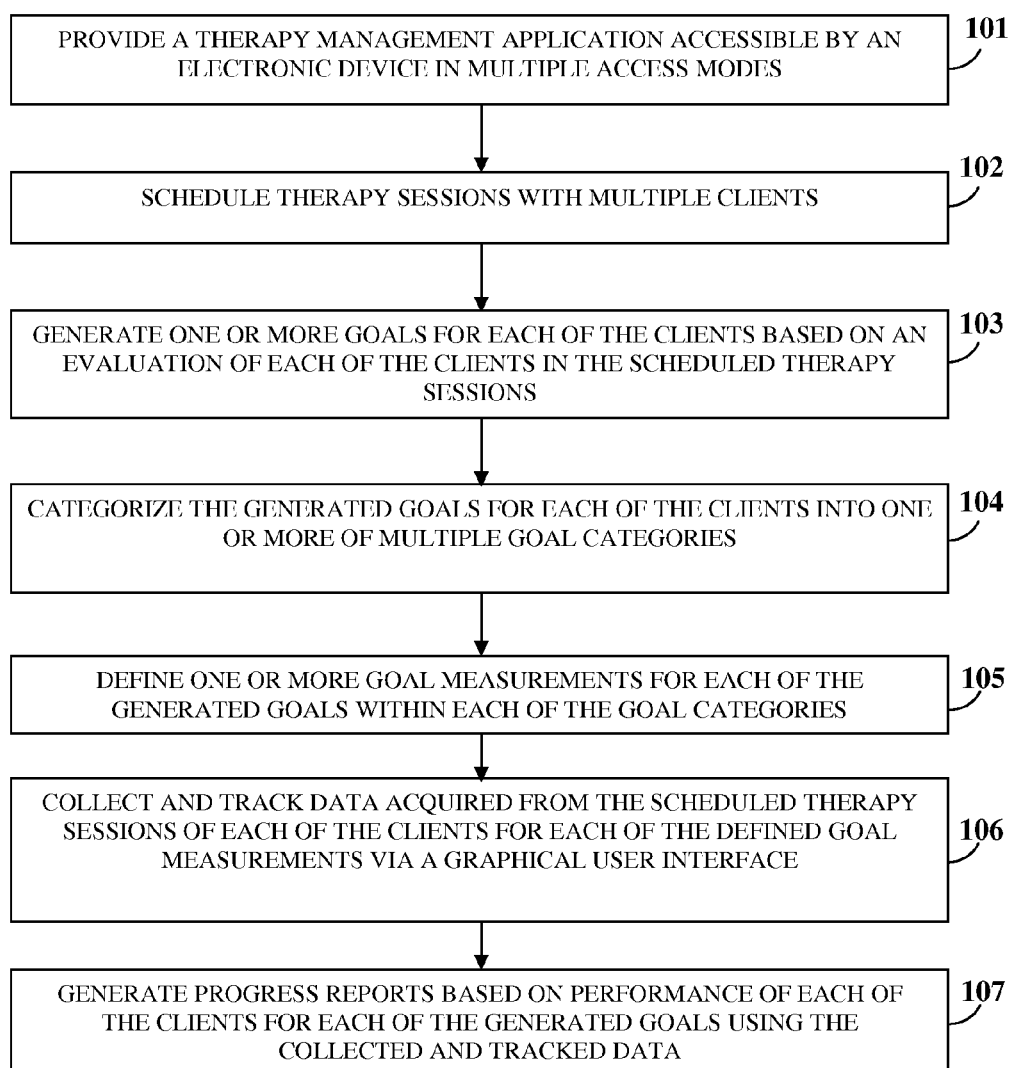 PROVIDE A THERAPY MANAGEMENT APPLICATION ACCESSIBLE BY AN
ELECTRONIC DEVICE IN MULTIPLE ACCESS MODES
101
SCHEDULE THERAPY SESSIONS WITH MULTIPLE CLIENTS
102
GENERATE ONE OR MORE GOALS FOR EACH OF THE CLIENTS BASED ON AN
EVALUATION OF EACH OF THE CLIENTS IN THE SCHEDULED THERAPY
SESSIONS
103
CATEGORIZE THE GENERATED GOALS FOR EACH OF THE CLIENTS INTO ONE
OR MORE OF MULTIPLE GOAL CATEGORIES
104
DEFINE ONE OR MORE GOAL MEASUREMENTS FOR EACH OF THE
GENERATED GOALS WITHIN EACH OF THE GOAL CATEGORIES
105
COLLECT AND TRACK DATA ACQUIRED FROM THE SCHEDULED THERAPY
SESSIONS OF EACH OF THE CLIENTS FOR EACH OF THE DEFINED GOAL
MEASUREMENTS VIA A GRAPHICAL USER INTERFACE
106
GENERATE PROGRESS REPORTS BASED ON PERFORMANCE OF EACH OF
THE CLIENTS FOR EACH OF THE GENERATED GOALS USING THE
COLLECTED AND TRACKED DATA
107